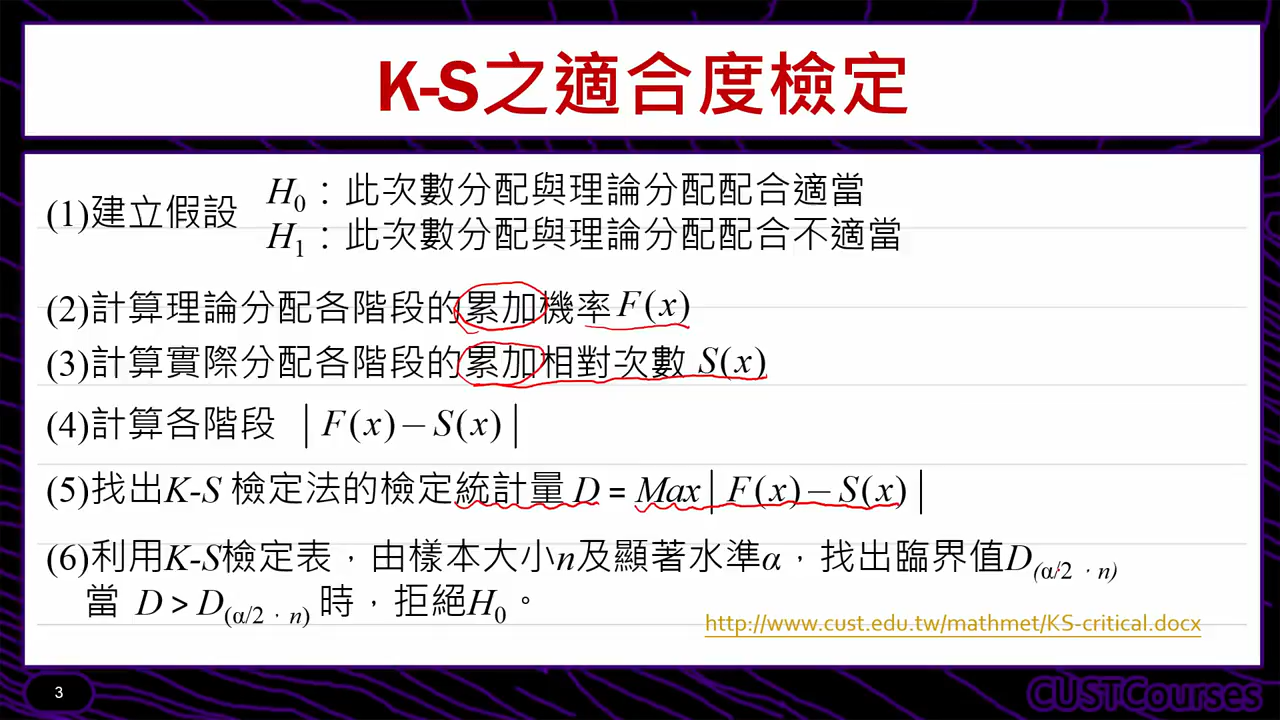 K-S之適合度檢定
(1)建立假設
H0：此次數分配與理論分配配合適當
H1：此次數分配與理論分配配合不適當
(2)計算理論分配各階段的累加機率 F(x)
(3)計算實際分配各階段的累加相對次數 S(x)
(4)計算各階段 | F(x)－S(x) |
(5)找出K-S 檢定法的檢定統計量 D = Max| F(x)－S(x) |
(6)利用K-S檢定表，由樣本大小n及顯著水準α，找出臨界值D(α/2，n)
當 D > D(α/2，n) 時，拒絕H0。
http://www.cust.edu.tw/mathmet/KS-critical.docx
3
CUSTCourses